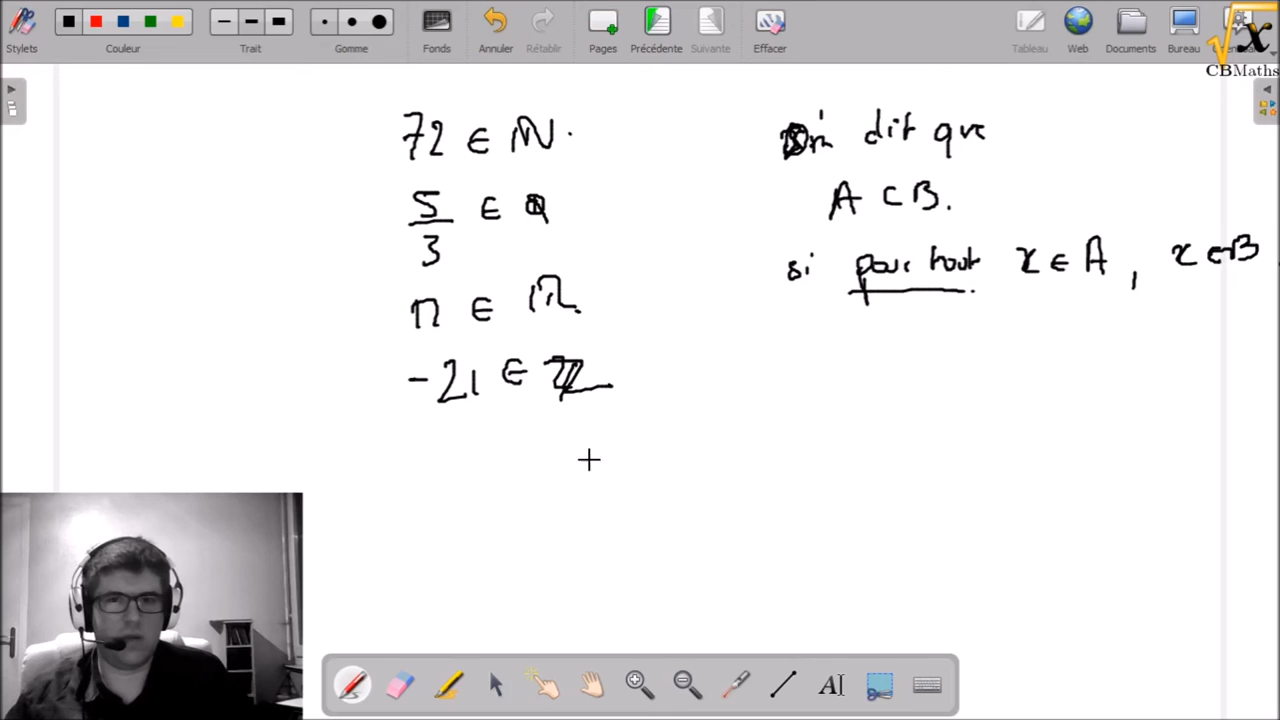 Stylets Couleur Trait Gomme Fonds Annuler Rétablir Pages Précédente Suivante Effacer Tableau Web Documents Bureau
√x
CBMaths
72 ∈ ℕ.
5/3 ∈ ℚ
π ∈ ℝ.
-21 ∈ ℤ
On dit que
A ⊂ B.
si pour tout x ∈ A, x ∈ B
AI